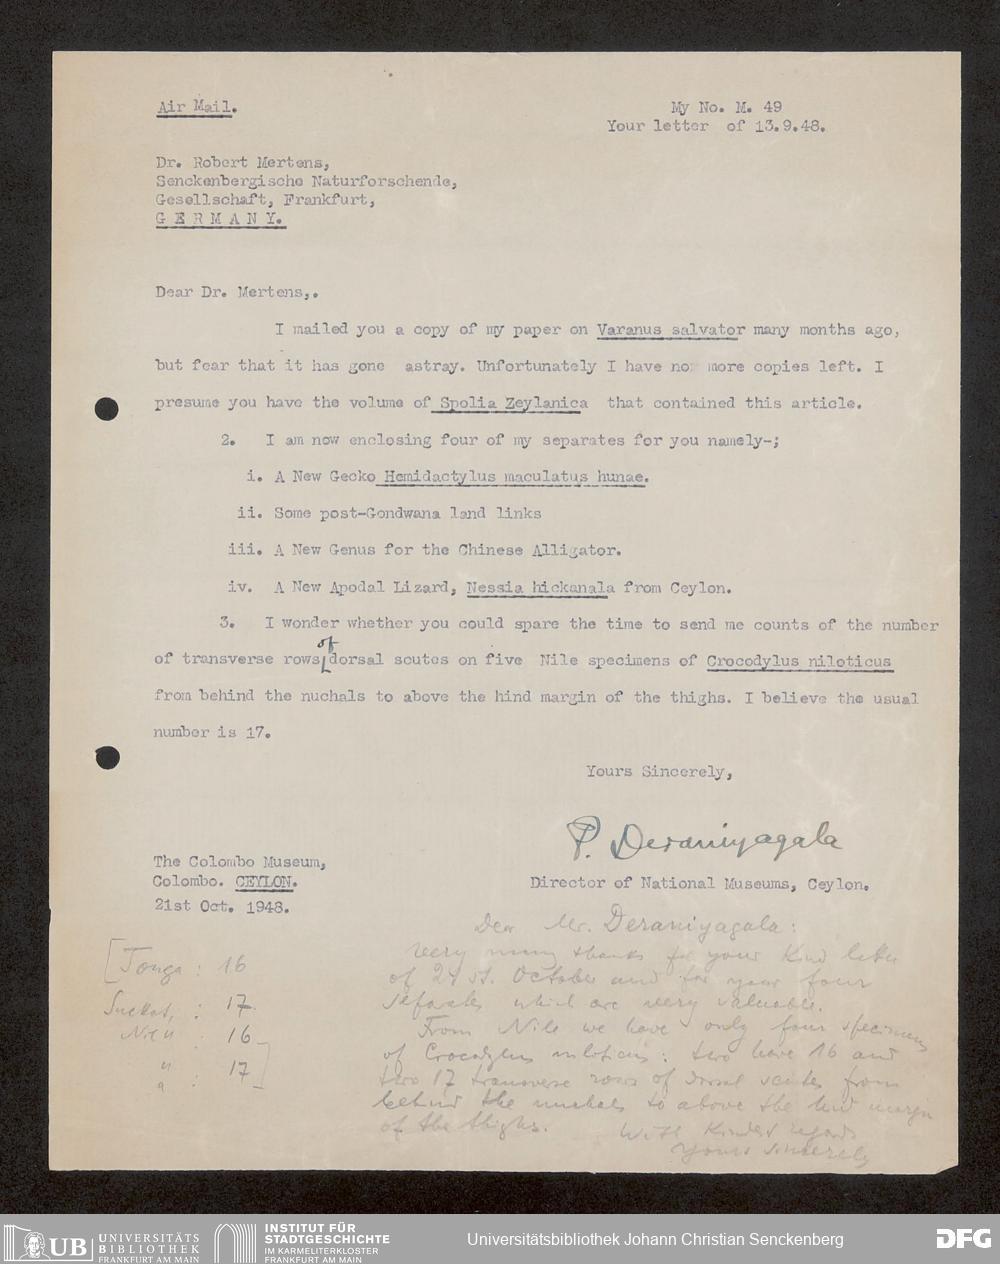 Air Mail.
My No. M. 49
Your letter of 13.9.48.
Dr. Robert Mertens,
Senckenbergische Naturforschende,
Gesellschaft, Frankfurt,
G E R M A N Y.
Dear Dr. Mertens,.
I mailed you a copy of my paper on Varanus salvator many months ago,
but fear that it has gone astray. Unfortunately I have no more copies left. I
presume you have the volume of Spolia Zeylanica that contained this article.
2. I am now enclosing four of my separates for you namely-;
i. A New Gecko Hemidactylus maculatus hunae.
ii. Some post-Gondwana land links
iii. A New Genus for the Chinese Alligator.
iv. A New Apodal Lizard, Nessia hickanala from Ceylon.
3. I wonder whether you could spare the time to send me counts of the number
of transverse rows of dorsal scutes on five Nile specimens of Crocodylus niloticus
from behind the nuchals to above the hind margin of the thighs. I believe the usual
number is 17.
Yours Sincerely,
P. Deraniyagala
Director of National Museums, Ceylon.
The Colombo Museum,
Colombo. CEYLON.
21st Oct. 1948.
Dear Mr. Deraniyagala:
very many thanks for your kind letter
of 21st. October and for your four
separates which are very valuable.
From Nile we have only four specimens
of Crocodylus niloticus: two have 16 and
two 17 transverse rows of dorsal scutes from
behind the nuchals to above the hind margin
of the thighs. With kindest regards
Yours sincerely
[Tonga : 16
: 17
: 16
" : 17]
UB UNIVERSITÄTS
BIBLIOTHEK
FRANKFURT AM MAIN
INSTITUT FÜR
STADTGESCHICHTE
IM KARMELITERKLOSTER
FRANKFURT AM MAIN
Universitätsbibliothek Johann Christian Senckenberg
DFG